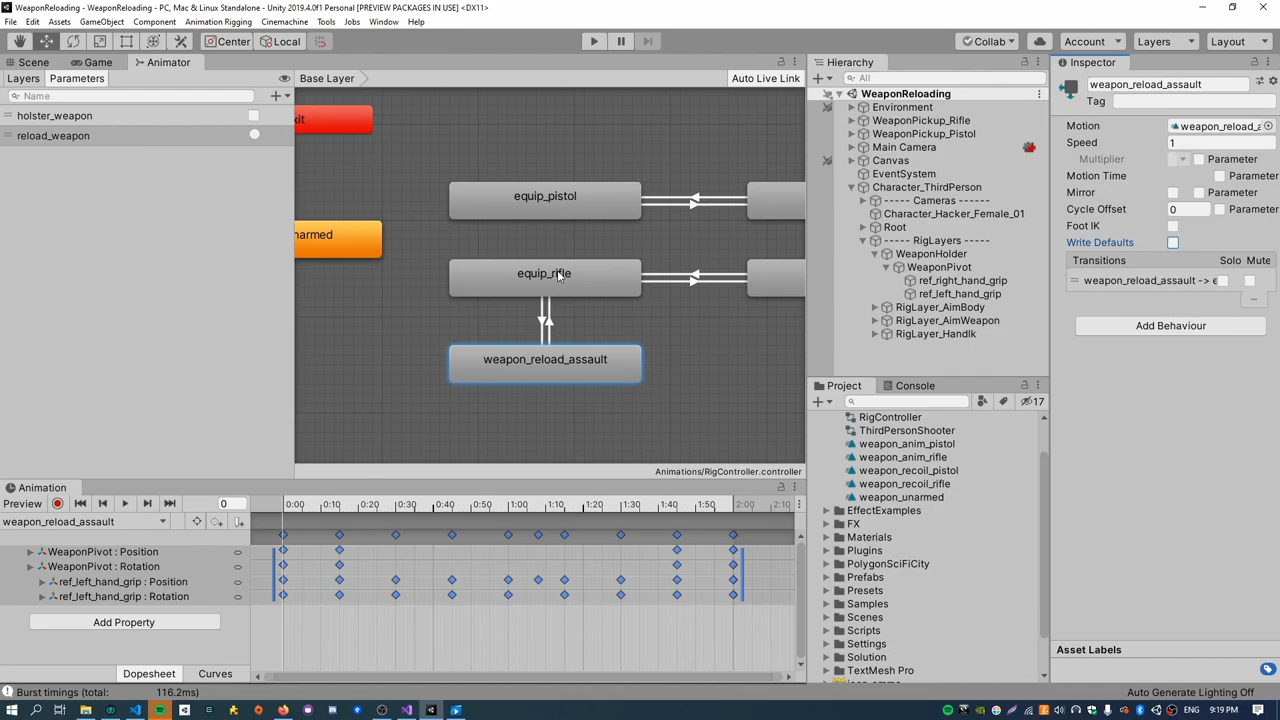 WeaponReloading - WeaponReloading - PC, Mac & Linux Standalone - Unity 2019.4.0f1 Personal [PREVIEW PACKAGES IN USE] <DX11>
File Edit Assets GameObject Component Animation Rigging Cinemachine Tools Jobs Window Help
Center Local Collab Account Layers Layout
Scene Game Animator Hierarchy Inspector
Layers Parameters Base Layer Auto Live Link All weapon_reload_assault
Name WeaponReloading Tag
holster_weapon Environment
reload_weapon WeaponPickup_Rifle
WeaponPickup_Pistol
Main Camera
Canvas
EventSystem
Character_ThirdPerson
----- Cameras -----
Character_Hacker_Female_01
Root
----- RigLayers -----
WeaponHolder
WeaponPivot
ref_right_hand_grip
ref_left_hand_grip
RigLayer_AimBody
RigLayer_AimWeapon
RigLayer_HandIk
xit
equip_pistol
narmed
equip_rifle
weapon_reload_assault
Animations/RigController.controller
Motion weapon_reload_a
Speed 1
Multiplier Parameter
Motion Time Parameter
Mirror Parameter
Cycle Offset 0 Parameter
Foot IK
Write Defaults
Transitions Solo Mute
weapon_reload_assault -> e
Add Behaviour
Project Console
17
RigController
ThirdPersonShooter
weapon_anim_pistol
weapon_anim_rifle
weapon_recoil_pistol
weapon_recoil_rifle
weapon_unarmed
EffectExamples
FX
Materials
Plugins
PolygonSciFiCity
Prefabs
Presets
Samples
Scenes
Scripts
Settings
Solution
TextMesh Pro
Asset Labels
Animation
Preview 0 0:00 0:10 0:20 0:30 0:40 0:50 1:00 1:10 1:20 1:30 1:40 1:50 2:00 2:10
weapon_reload_assault
WeaponPivot : Position
WeaponPivot : Rotation
ref_left_hand_grip : Position
ref_left_hand_grip : Rotation
Add Property
Dopesheet Curves
Burst timings (total: 116.2ms) Auto Generate Lighting Off
9:19 PM